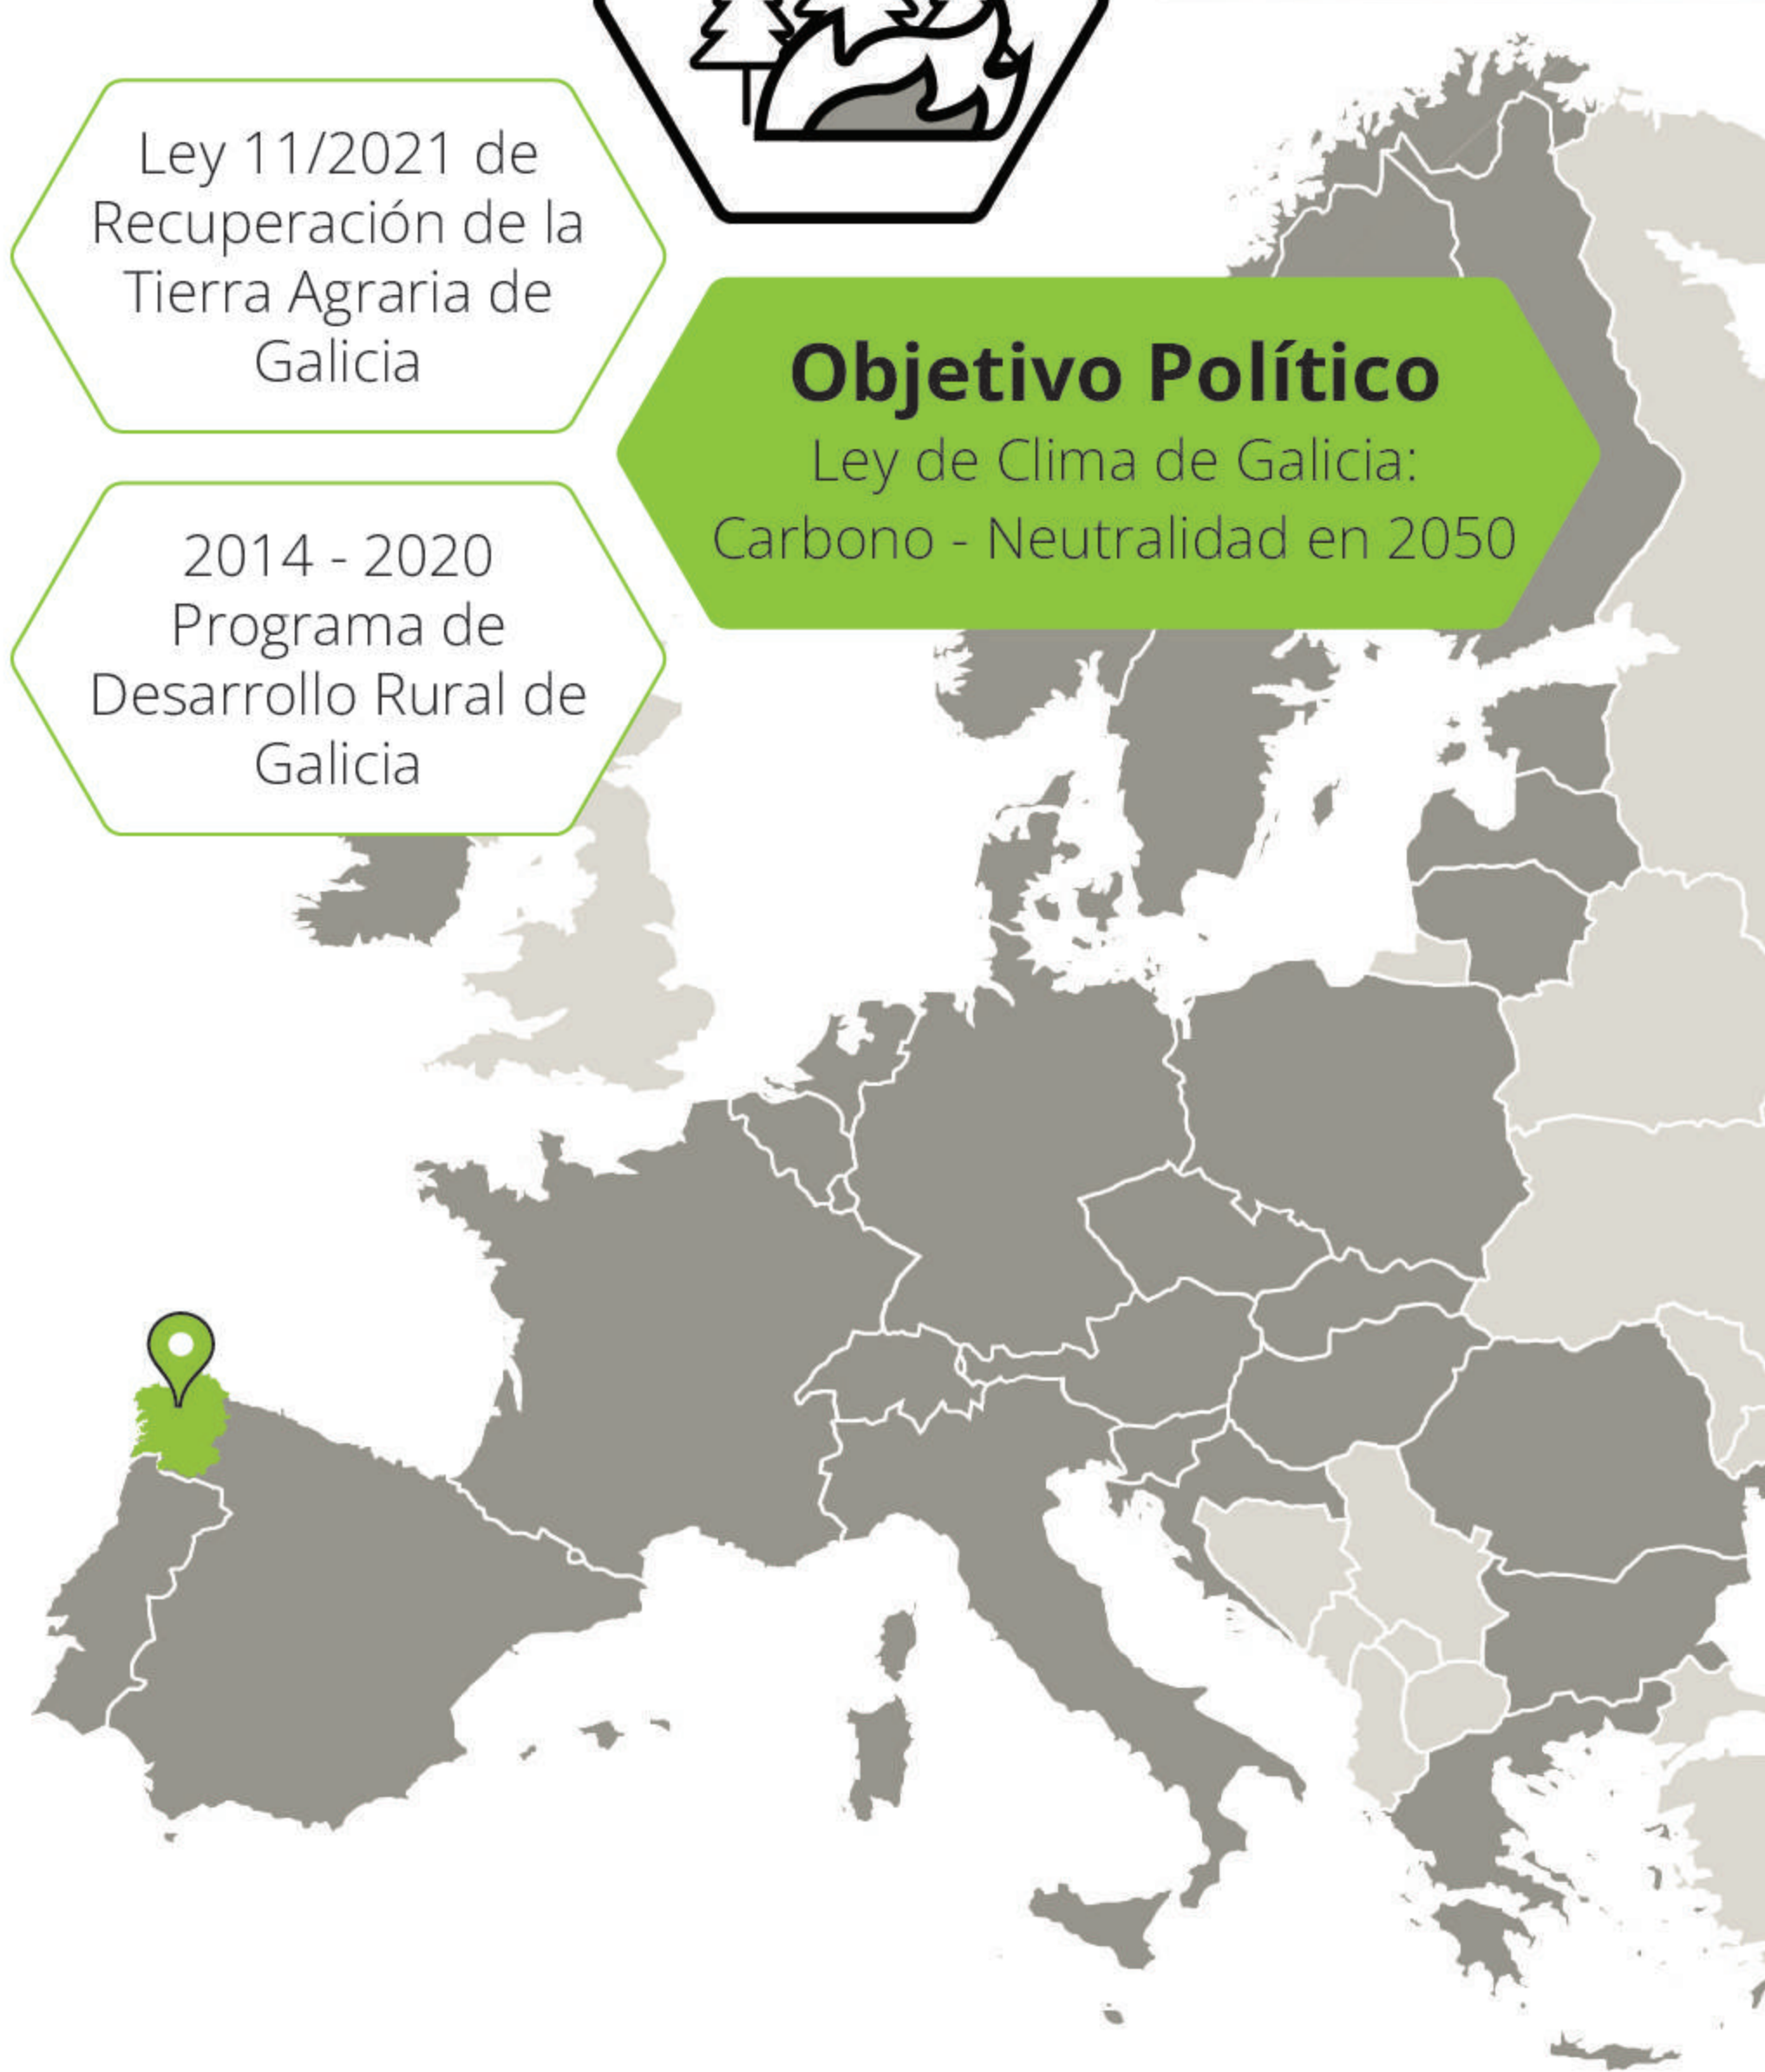 Ley 11/2021 de
Recuperación de la
Tierra Agraria de
Galicia
Objetivo Político
Ley de Clima de Galicia:
Carbono - Neutralidad en 2050
2014 - 2020
Programa de
Desarrollo Rural de
Galicia